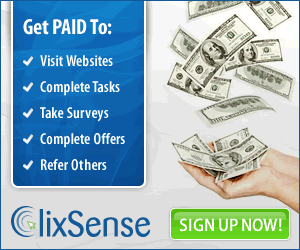 Get PAID To:
Visit Websites
Complete Tasks
Take Surveys
Complete Offers
Refer Others
ClixSense
SIGN UP NOW!